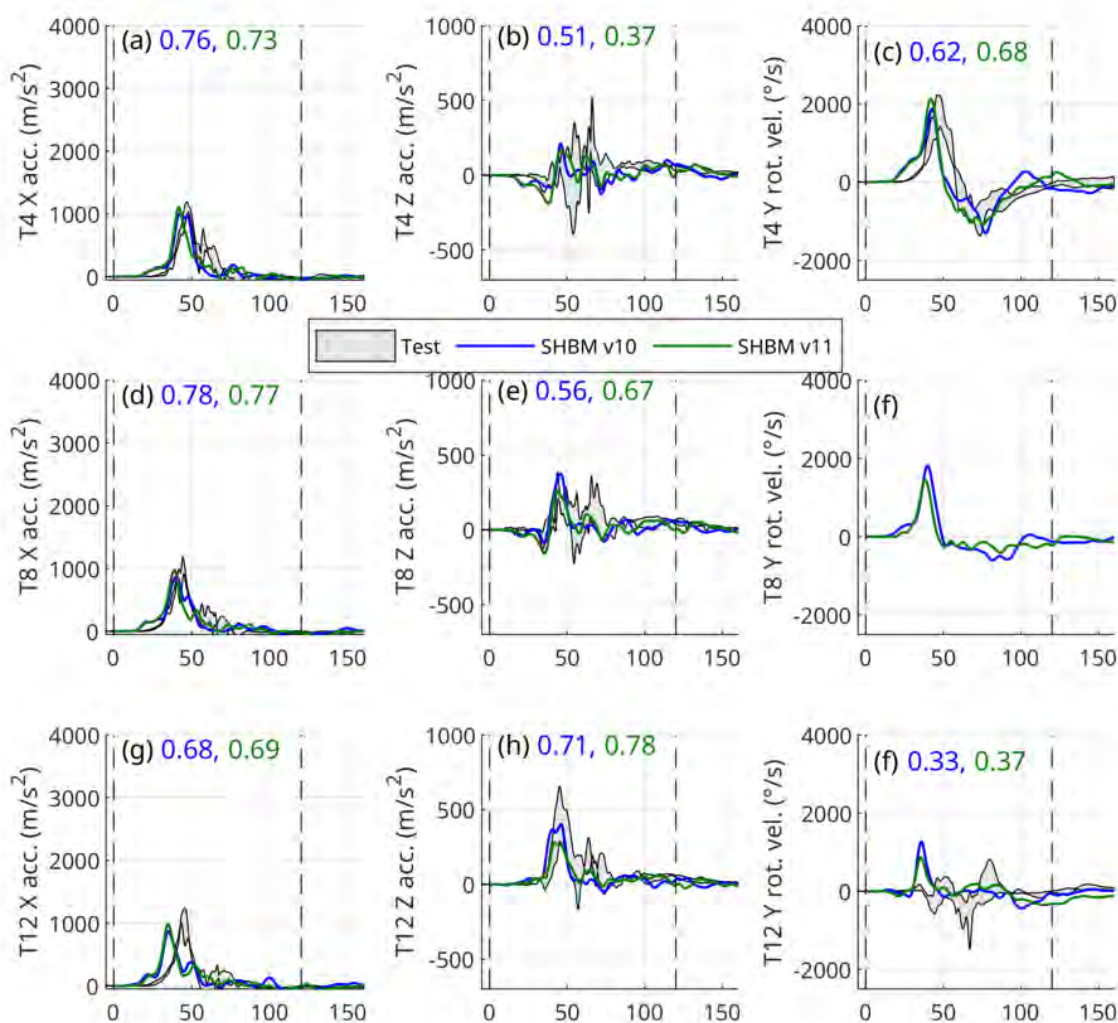 (a) 0.76, 0.73
T4 X acc. (m/s²)
4000
3000
2000
1000
0
0 50 100 150
(b) 0.51, 0.37
T4 Z acc. (m/s²)
1000
500
0
-500
0 50 100 150
(c) 0.62, 0.68
T4 Y rot. vel. (°/s)
4000
2000
0
-2000
0 50 100 150
Test SHBM v10 SHBM v11
(d) 0.78, 0.77
T8 X acc. (m/s²)
4000
3000
2000
1000
0
0 50 100 150
(e) 0.56, 0.67
T8 Z acc. (m/s²)
1000
500
0
-500
0 50 100 150
(f)
T8 Y rot. vel. (°/s)
4000
2000
0
-2000
0 50 100 150
(g) 0.68, 0.69
T12 X acc. (m/s²)
4000
3000
2000
1000
0
0 50 100 150
(h) 0.71, 0.78
T12 Z acc. (m/s²)
1000
500
0
-500
0 50 100 150
(f) 0.33, 0.37
T12 Y rot. vel. (°/s)
4000
2000
0
-2000
0 50 100 150